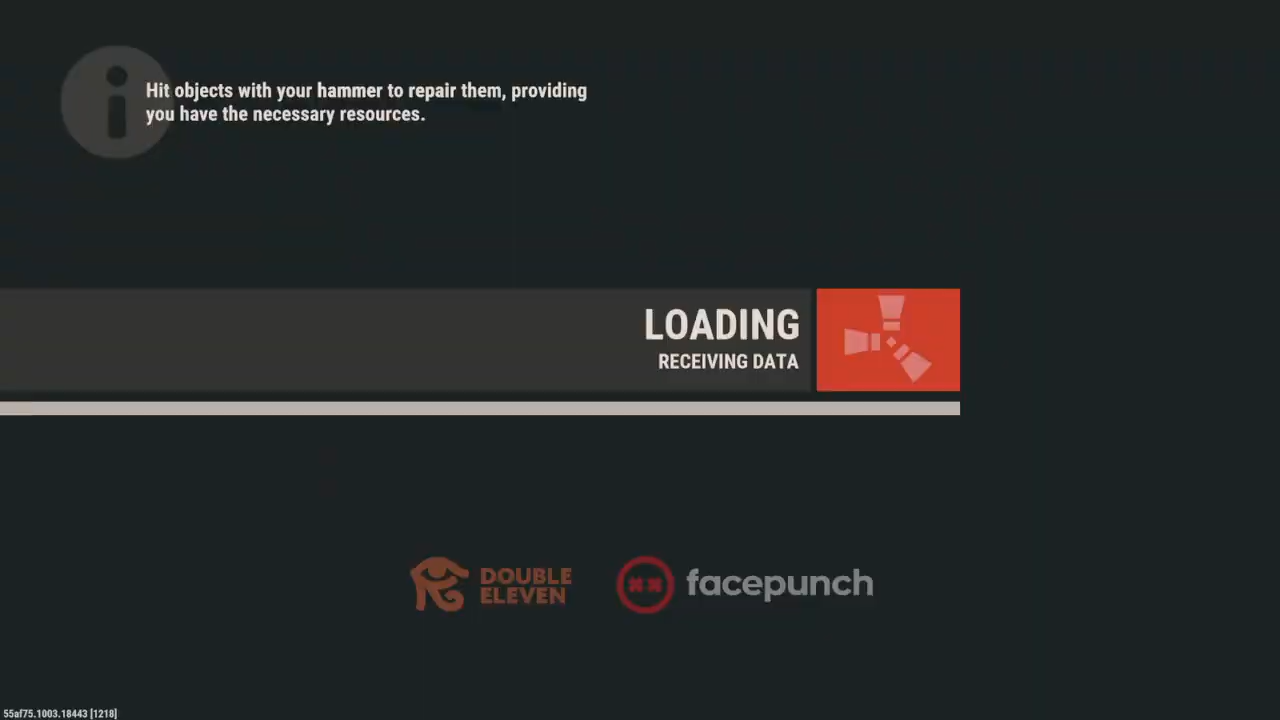 Hit objects with your hammer to repair them, providing
you have the necessary resources.
LOADING
RECEIVING DATA
DOUBLE
ELEVEN
facepunch
55af75.1003.18443 [1218]